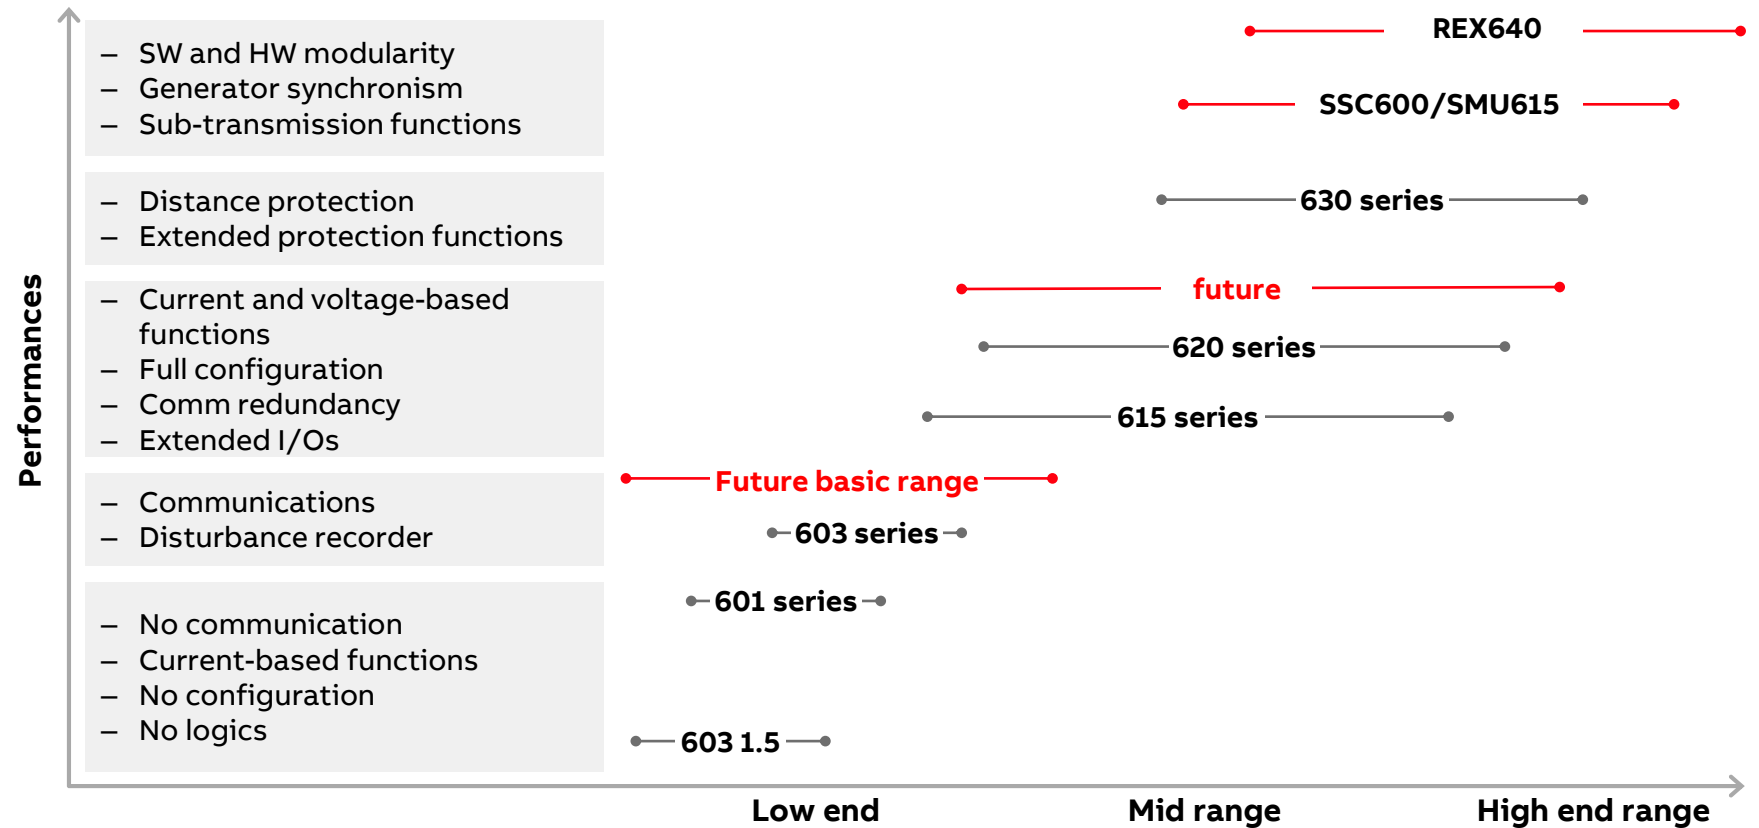 Performances
– SW and HW modularity
– Generator synchronism
– Sub-transmission functions
– Distance protection
– Extended protection functions
– Current and voltage-based
functions
– Full configuration
– Comm redundancy
– Extended I/Os
– Communications
– Disturbance recorder
– No communication
– Current-based functions
– No configuration
– No logics
REX640
SSC600/SMU615
630 series
future
620 series
615 series
Future basic range
603 series
601 series
603 1.5
Low end
Mid range
High end range